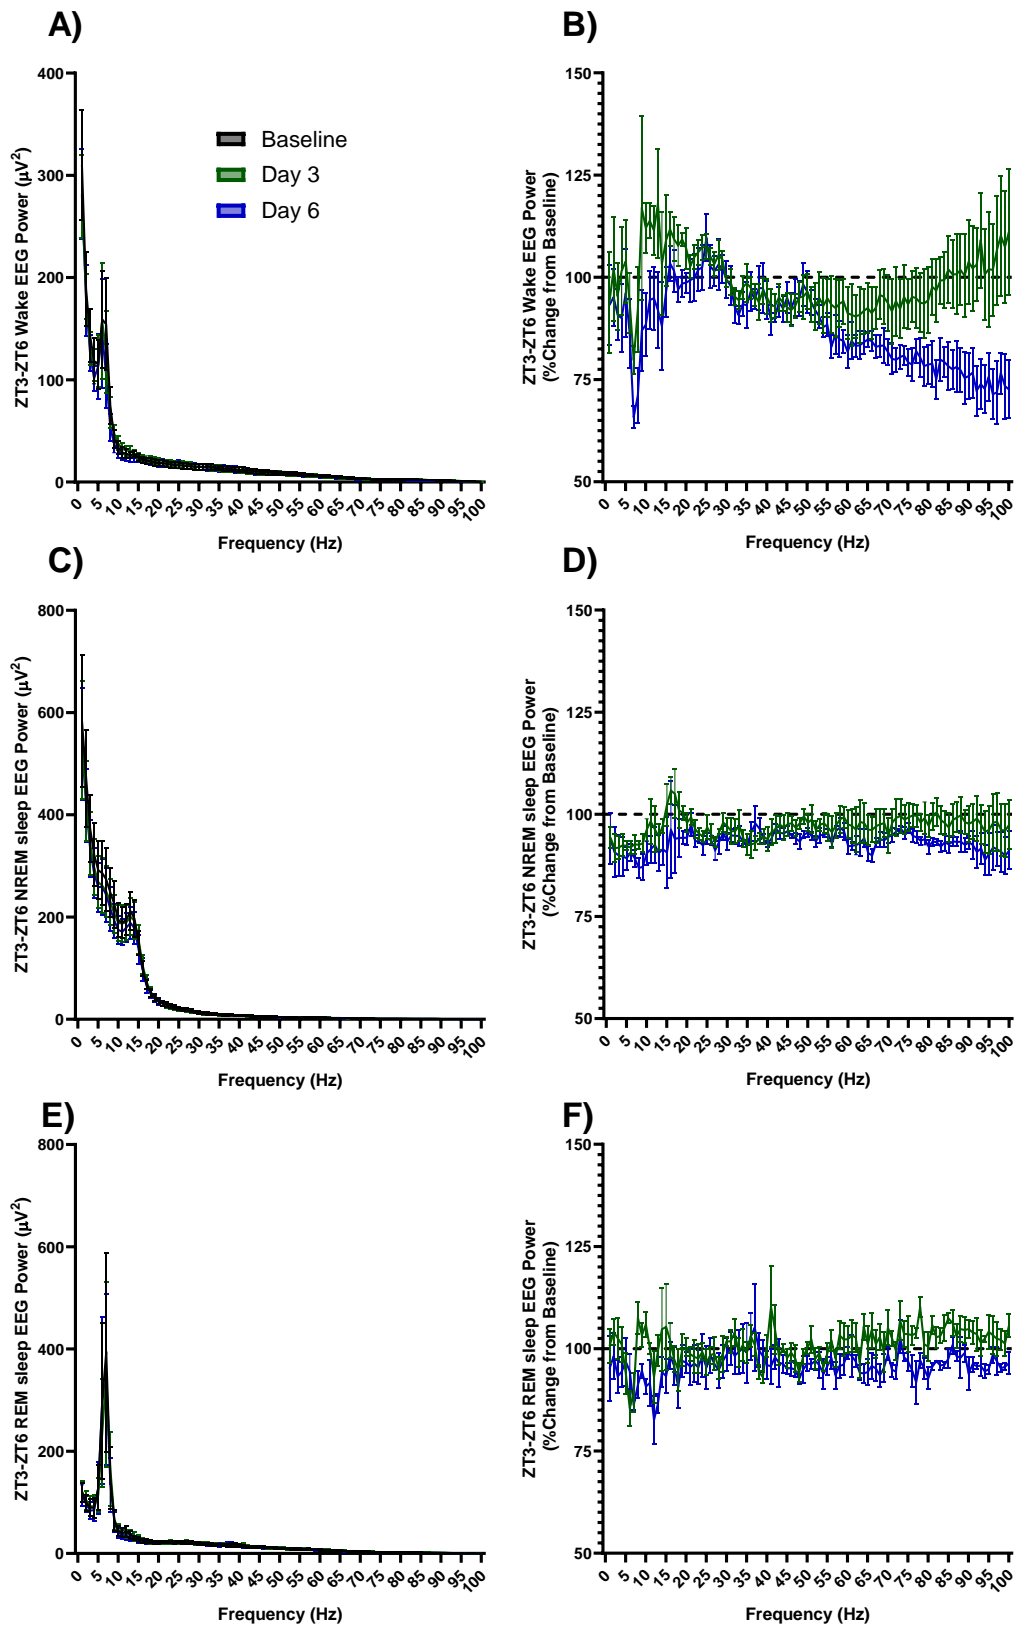 A)
ZT3-ZT6 Wake EEG Power (μV²)
400
300
200
100
0
Baseline
Day 3
Day 6
0 5 10 15 20 25 30 35 40 45 50 55 60 65 70 75 80 85 90 95 100
Frequency (Hz)
B)
ZT3-ZT6 Wake EEG Power
(%Change from Baseline)
150
125
100
75
50
0 5 10 15 20 25 30 35 40 45 50 55 60 65 70 75 80 85 90 95 100
Frequency (Hz)
C)
ZT3-ZT6 NREM sleep EEG Power (μV²)
800
600
400
200
0
0 5 10 15 20 25 30 35 40 45 50 55 60 65 70 75 80 85 90 95 100
Frequency (Hz)
D)
ZT3-ZT6 NREM sleep EEG Power
(%Change from Baseline)
150
125
100
75
50
0 5 10 15 20 25 30 35 40 45 50 55 60 65 70 75 80 85 90 95 100
Frequency (Hz)
E)
ZT3-ZT6 REM sleep EEG Power (μV²)
800
600
400
200
0
0 5 10 15 20 25 30 35 40 45 50 55 60 65 70 75 80 85 90 95 100
Frequency (Hz)
F)
ZT3-ZT6 REM sleep EEG Power
(%Change from Baseline)
150
125
100
75
50
0 5 10 15 20 25 30 35 40 45 50 55 60 65 70 75 80 85 90 95 100
Frequency (Hz)